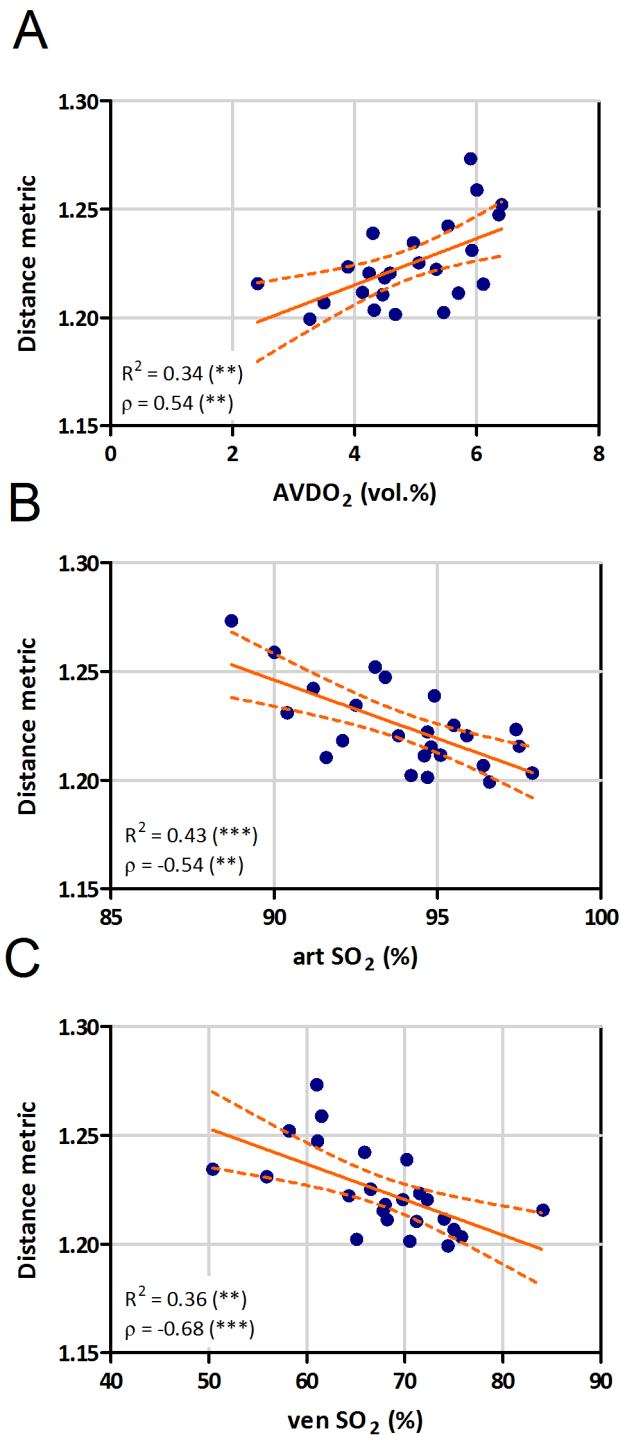 A
1.30
1.25
1.20
1.15
Distance metric
R² = 0.34 (**)
ρ = 0.54 (**)
0 2 4 6 8
AVDO₂ (vol.%)
B
1.30
1.25
1.20
1.15
Distance metric
R² = 0.43 (***)
ρ = -0.54 (**)
85 90 95 100
art SO₂ (%)
C
1.30
1.25
1.20
1.15
Distance metric
R² = 0.36 (**)
ρ = -0.68 (***)
40 50 60 70 80 90
ven SO₂ (%)